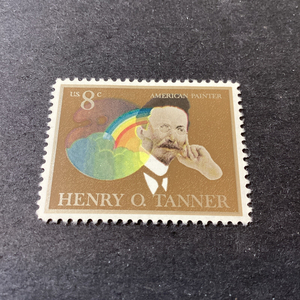 US 8c AMERICAN PAINTER
HENRY O. TANNER